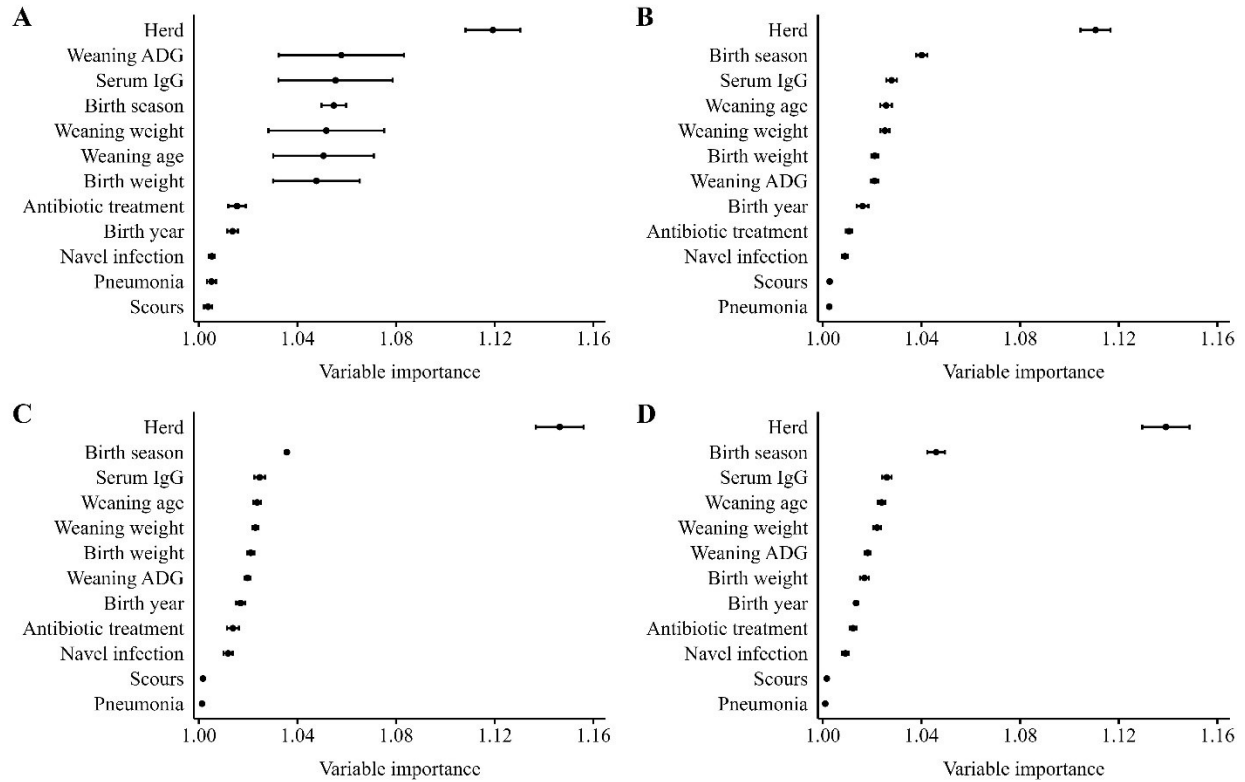 A
Herd
Weaning ADG
Serum IgG
Birth season
Weaning weight
Weaning age
Birth weight
Antibiotic treatment
Birth year
Navel infection
Pneumonia
Scours
1.00 1.04 1.08 1.12 1.16
Variable importance
B
Herd
Birth season
Serum IgG
Weaning age
Weaning weight
Birth weight
Weaning ADG
Birth year
Antibiotic treatment
Navel infection
Scours
Pneumonia
1.00 1.04 1.08 1.12 1.16
Variable importance
C
Herd
Birth season
Serum IgG
Weaning age
Weaning weight
Birth weight
Weaning ADG
Birth year
Antibiotic treatment
Navel infection
Scours
Pneumonia
1.00 1.04 1.08 1.12 1.16
Variable importance
D
Herd
Birth season
Serum IgG
Weaning age
Weaning weight
Weaning ADG
Birth weight
Birth year
Antibiotic treatment
Navel infection
Scours
Pneumonia
1.00 1.04 1.08 1.12 1.16
Variable importance